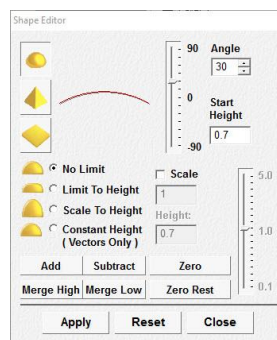 Shape Editor
90
Angle
30
0
Start
Height
0.7
-90
No Limit
Scale
5.0
Limit To Height
1
Scale To Height
Height:
Constant Height
0.7
1.0
( Vectors Only )
Add
Subtract
Zero
Merge High
Merge Low
Zero Rest
0.1
Apply
Reset
Close